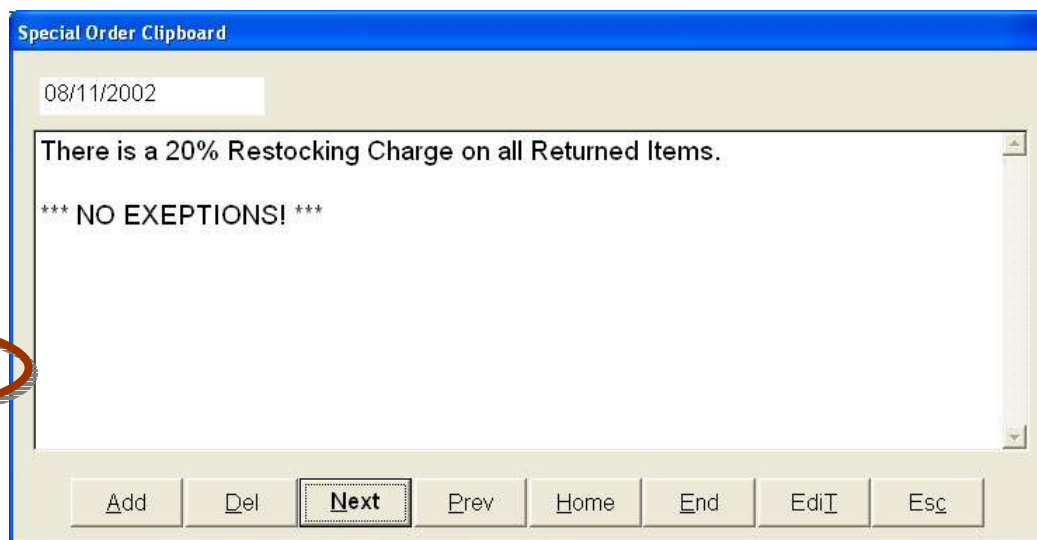 Special Order Clipboard
08/11/2002
There is a 20% Restocking Charge on all Returned Items.
*** NO EXEPTIONS! ***
Add Del Next Prev Home End EdiT Esc